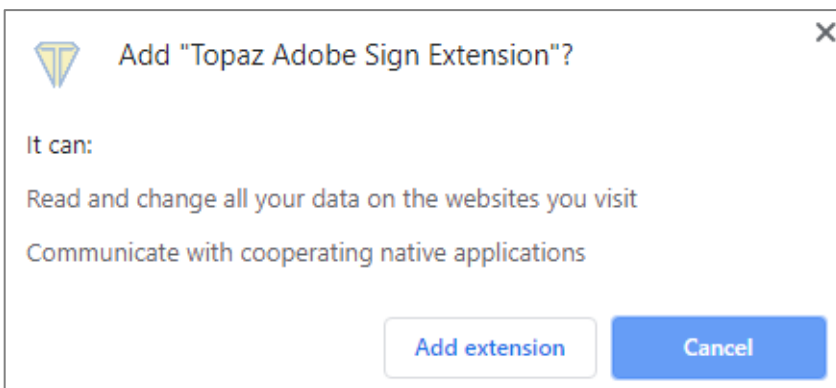 Add "Topaz Adobe Sign Extension"?
It can:
Read and change all your data on the websites you visit
Communicate with cooperating native applications
Add extension
Cancel